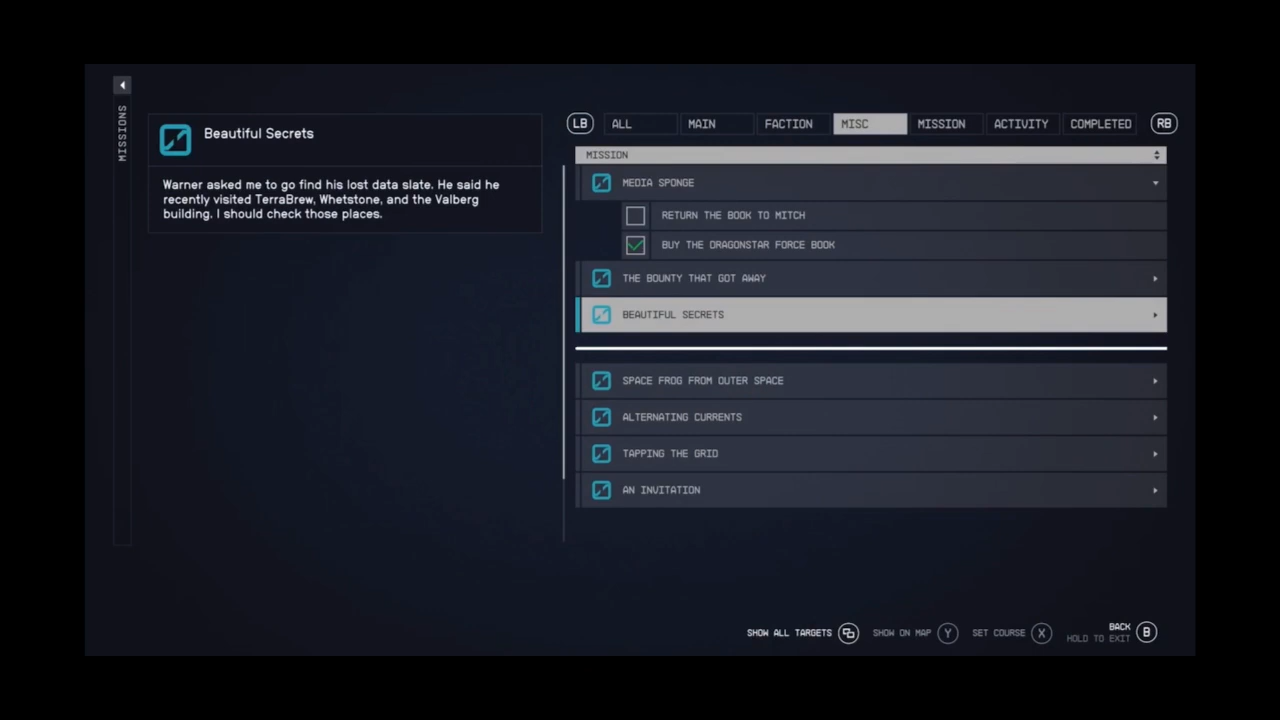 MISSIONS
Beautiful Secrets
Warner asked me to go find his lost data slate. He said he
recently visited TerraBrew, Whetstone, and the Valberg
building. I should check those places.
LB ALL MAIN FACTION MISC MISSION ACTIVITY COMPLETED RB
MISSION
MEDIA SPONGE
RETURN THE BOOK TO MITCH
BUY THE DRAGONSTAR FORCE BOOK
THE BOUNTY THAT GOT AWAY
BEAUTIFUL SECRETS
SPACE FROG FROM OUTER SPACE
ALTERNATING CURRENTS
TAPPING THE GRID
AN INVITATION
SHOW ALL TARGETS SHOW ON MAP Y SET COURSE X BACK B
HOLD TO EXIT